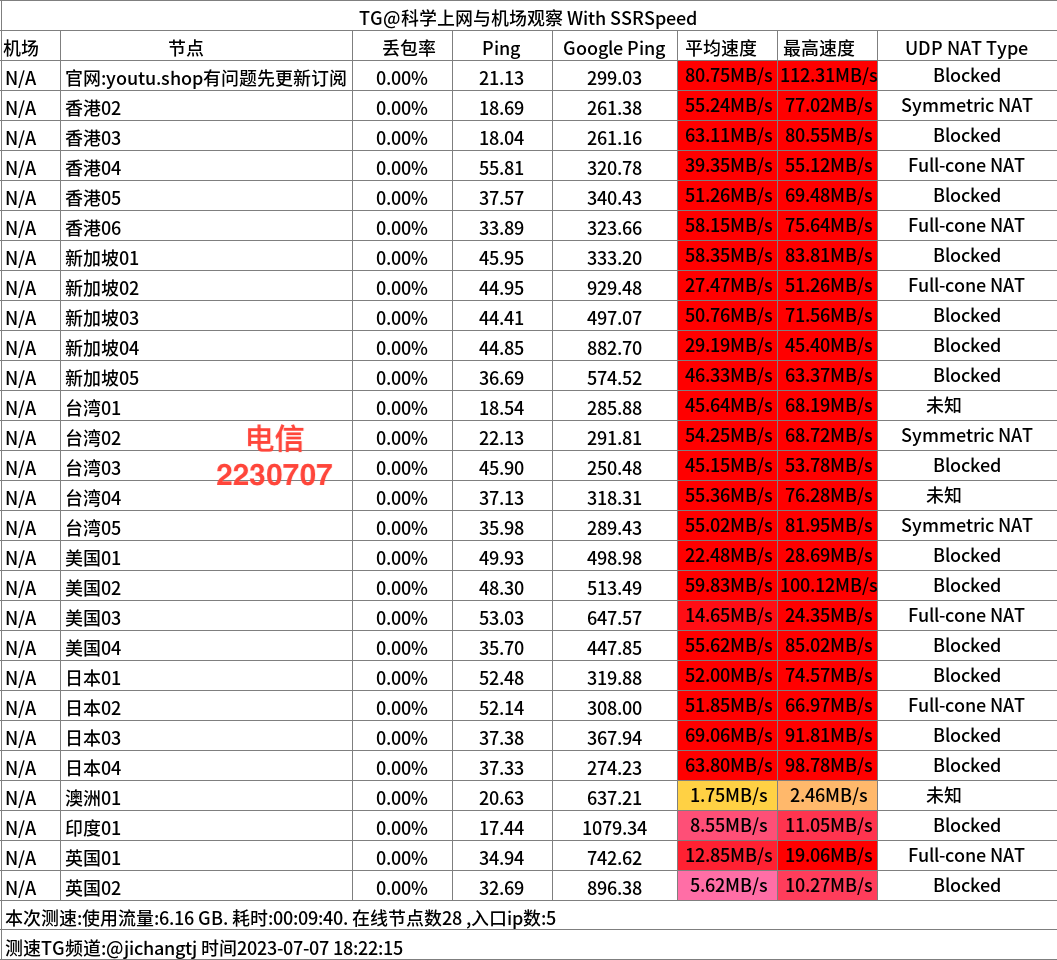 TG@科学上网与机场观察 With SSRSpeed
机场 节点 丢包率 Ping Google Ping 平均速度 最高速度 UDP NAT Type
N/A 官网:youtu.shop有问题先更新订阅 0.00% 21.13 299.03 80.75MB/s 112.31MB/s Blocked
N/A 香港02 0.00% 18.69 261.38 55.24MB/s 77.02MB/s Symmetric NAT
N/A 香港03 0.00% 18.04 261.16 63.11MB/s 80.55MB/s Blocked
N/A 香港04 0.00% 55.81 320.78 39.35MB/s 55.12MB/s Full-cone NAT
N/A 香港05 0.00% 37.57 340.43 51.26MB/s 69.48MB/s Blocked
N/A 香港06 0.00% 33.89 323.66 58.15MB/s 75.64MB/s Full-cone NAT
N/A 新加坡01 0.00% 45.95 333.20 58.35MB/s 83.81MB/s Blocked
N/A 新加坡02 0.00% 44.95 929.48 27.47MB/s 51.26MB/s Full-cone NAT
N/A 新加坡03 0.00% 44.41 497.07 50.76MB/s 71.56MB/s Blocked
N/A 新加坡04 0.00% 44.85 882.70 29.19MB/s 45.40MB/s Blocked
N/A 新加坡05 0.00% 36.69 574.52 46.33MB/s 63.37MB/s Blocked
N/A 台湾01 0.00% 18.54 285.88 45.64MB/s 68.19MB/s 未知
N/A 台湾02 0.00% 22.13 291.81 54.25MB/s 68.72MB/s Symmetric NAT
电信
N/A 台湾03 0.00% 45.90 250.48 45.15MB/s 53.78MB/s Blocked
2230707
N/A 台湾04 0.00% 37.13 318.31 55.36MB/s 76.28MB/s 未知
N/A 台湾05 0.00% 35.98 289.43 55.02MB/s 81.95MB/s Symmetric NAT
N/A 美国01 0.00% 49.93 498.98 22.48MB/s 28.69MB/s Blocked
N/A 美国02 0.00% 48.30 513.49 59.83MB/s 100.12MB/s Blocked
N/A 美国03 0.00% 53.03 647.57 14.65MB/s 24.35MB/s Full-cone NAT
N/A 美国04 0.00% 35.70 447.85 55.62MB/s 85.02MB/s Blocked
N/A 日本01 0.00% 52.48 319.88 52.00MB/s 74.57MB/s Blocked
N/A 日本02 0.00% 52.14 308.00 51.85MB/s 66.97MB/s Full-cone NAT
N/A 日本03 0.00% 37.38 367.94 69.06MB/s 91.81MB/s Blocked
N/A 日本04 0.00% 37.33 274.23 63.80MB/s 98.78MB/s Blocked
N/A 澳洲01 0.00% 20.63 637.21 1.75MB/s 2.46MB/s 未知
N/A 印度01 0.00% 17.44 1079.34 8.55MB/s 11.05MB/s Blocked
N/A 英国01 0.00% 34.94 742.62 12.85MB/s 19.06MB/s Full-cone NAT
N/A 英国02 0.00% 32.69 896.38 5.62MB/s 10.27MB/s Blocked
本次测速:使用流量:6.16 GB. 耗时:00:09:40. 在线节点数28 ,入口ip数:5
测速TG频道:@jichangtj 时间2023-07-07 18:22:15